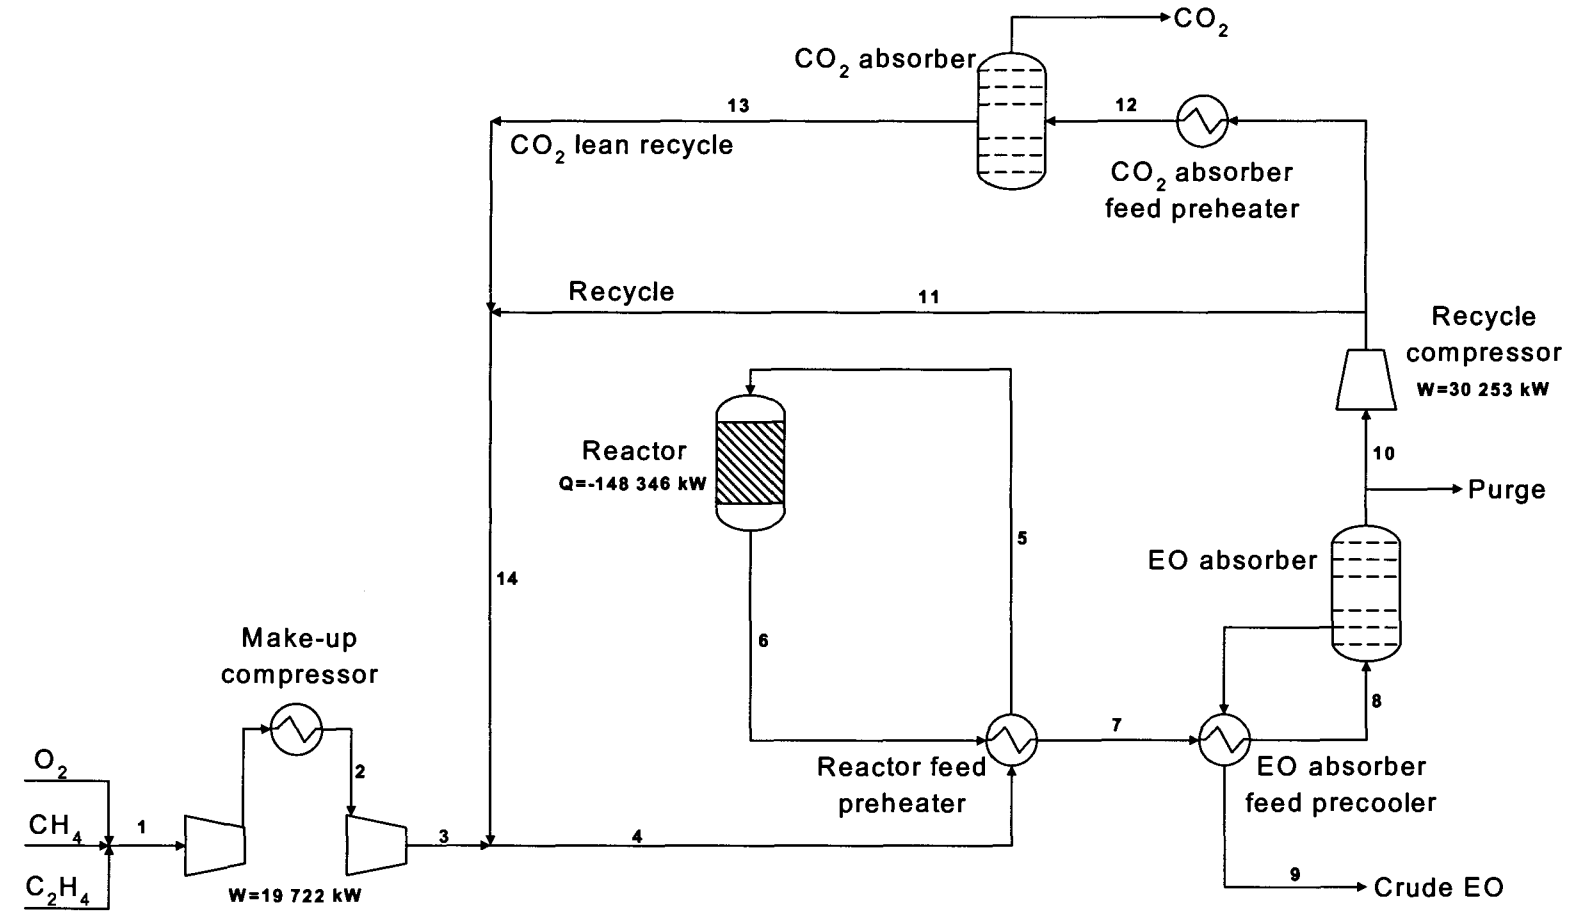 CO2
CO2 absorber
13
12
CO2 lean recycle
CO2 absorber
feed preheater
Recycle
11
Recycle
compressor
W=30 253 kW
Reactor
Q=-148 346 kW
10
Purge
5
EO absorber
14
6
Make-up
compressor
8
7
O2
2
Reactor feed
preheater
EO absorber
feed precooler
CH4
1
3
4
C2H4
W=19 722 kW
9
Crude EO